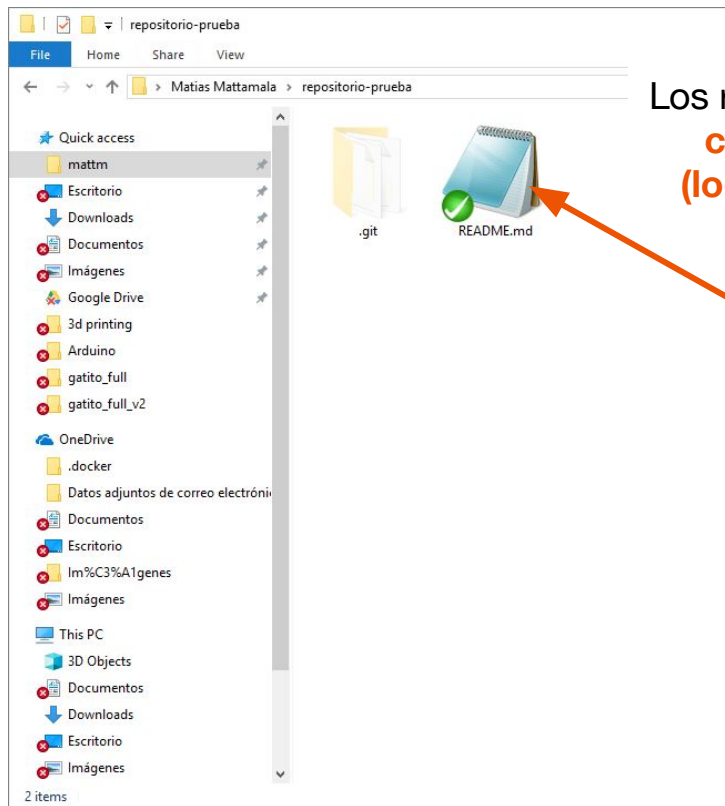 repositorio-prueba
File Home Share View
Matias Mattamala > repositorio-prueba
Los
(lo
Quick access
mattm
Escritorio
Downloads
Documentos
Imágenes
Google Drive
3d printing
Arduino
gatito_full
gatito_full_v2
OneDrive
.docker
Datos adjuntos de correo
Documentos
Escritorio
Im%C3%A1genes
Imágenes
This PC
3D Objects
Documentos
Downloads
Escritorio
Imágenes
.git
README.md
2 items